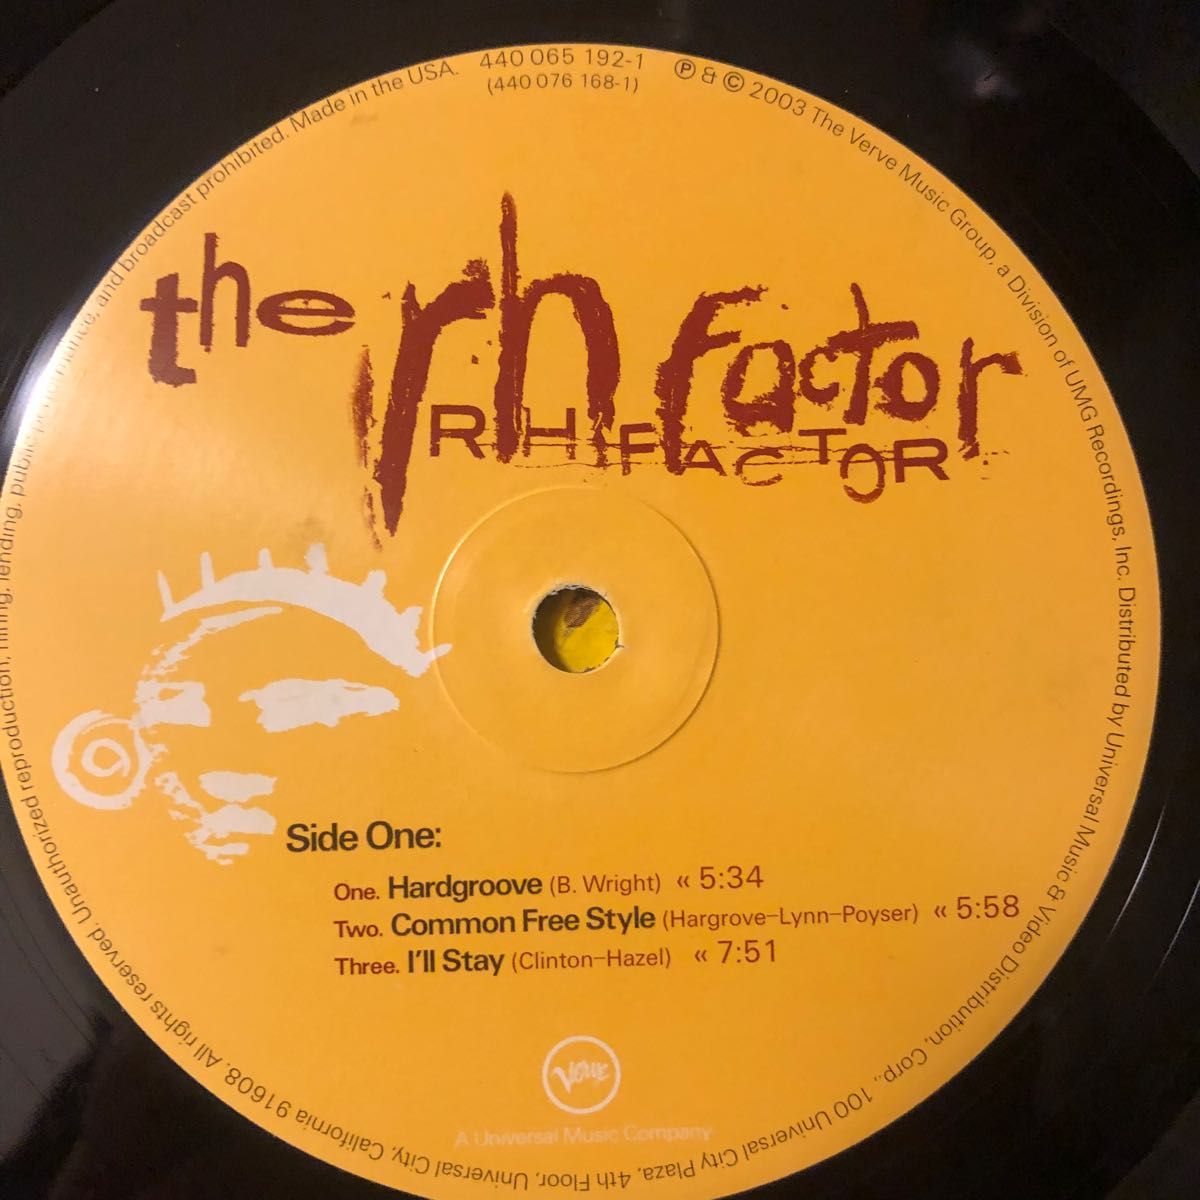 440 065 192-1
(440 076 168-1)
℗ & © 2003 The Verve Music Group, a Division of UMG Recordings, Inc. Distributed by Universal Music & Video Distribution, Corp., 100 Universal City Plaza, 4th Floor, Universal City, California 91608. All rights reserved. Unauthorized reproduction, hiring, lending, public performance, and broadcast prohibited. Made in the USA.
the rh Factor
RH FACTOR
Side One:
One. Hardgroove (B. Wright) « 5:34
Two. Common Free Style (Hargrove–Lynn–Poyser) « 5:58
Three. I'll Stay (Clinton–Hazel) « 7:51
Verve
A Universal Music Company